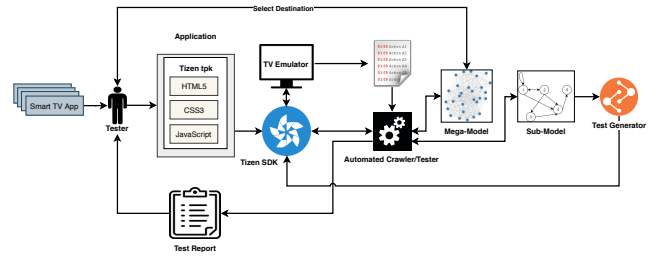 Select Destination
Application
Tizen tpk
HTML5
CSS3
JavaScript
TV Emulator
Smart TV App
Tester
Tizen SDK
Automated Crawler/Tester
Mega-Model
Sub-Model
Test Generator
Test Report